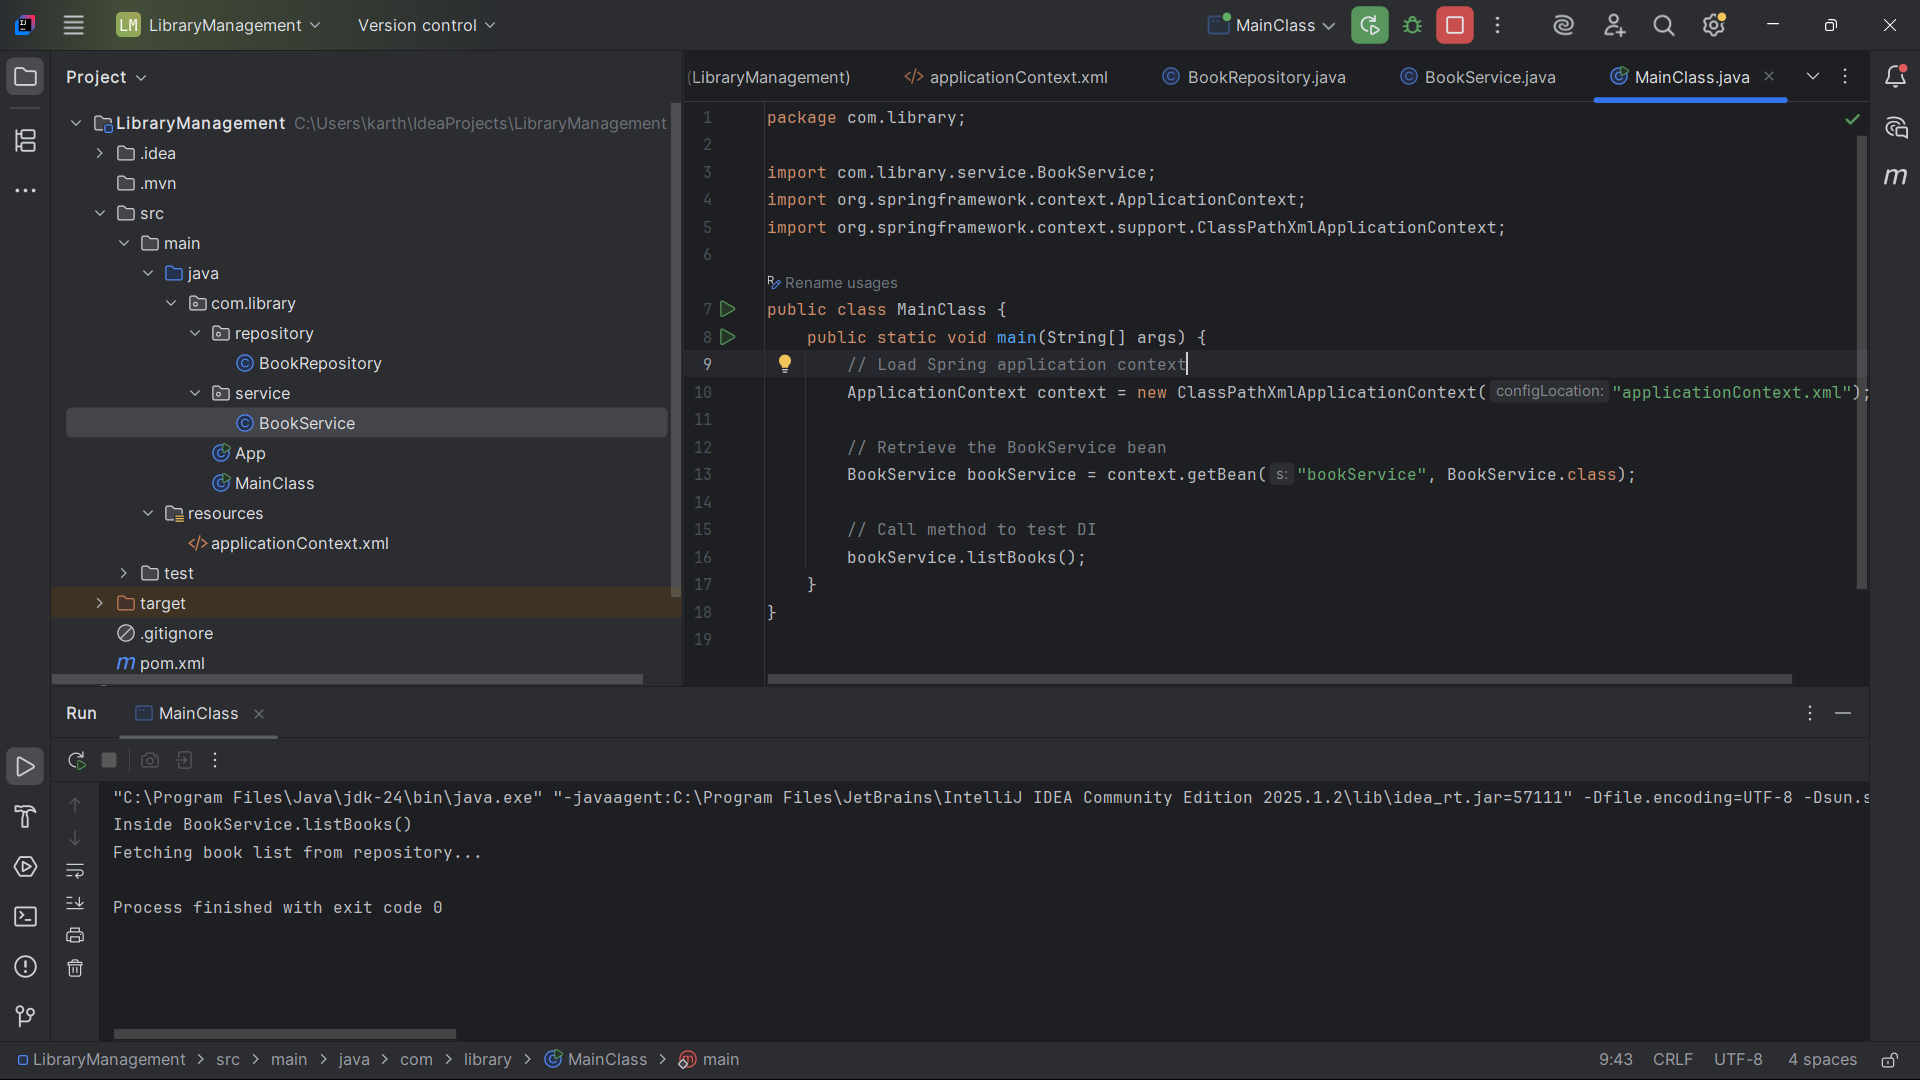 LM LibraryManagement
Version control
MainClass
Project
LibraryManagement C:\Users\karth\IdeaProjects\LibraryManagement
.idea
.mvn
src
main
java
com.library
repository
BookRepository
service
BookService
App
MainClass
resources
applicationContext.xml
test
target
.gitignore
pom.xml
(LibraryManagement)
applicationContext.xml
BookRepository.java
BookService.java
MainClass.java
1 package com.library;
2
3 import com.library.service.BookService;
4 import org.springframework.context.ApplicationContext;
5 import org.springframework.context.support.ClassPathXmlApplicationContext;
6
Rename usages
7 public class MainClass {
8 public static void main(String[] args) {
9 // Load Spring application context
10 ApplicationContext context = new ClassPathXmlApplicationContext( configLocation: "applicationContext.xml");
11
12 // Retrieve the BookService bean
13 BookService bookService = context.getBean( s: "bookService", BookService.class);
14
15 // Call method to test DI
16 bookService.listBooks();
17 }
18 }
19
Run
MainClass
"C:\Program Files\Java\jdk-24\bin\java.exe" "-javaagent:C:\Program Files\JetBrains\IntelliJ IDEA Community Edition 2025.1.2\lib\idea_rt.jar=57111" -Dfile.encoding=UTF-8 -Dsun.s
Inside BookService.listBooks()
Fetching book list from repository...
Process finished with exit code 0
LibraryManagement > src > main > java > com > library > MainClass > main
9:43 CRLF UTF-8 4 spaces